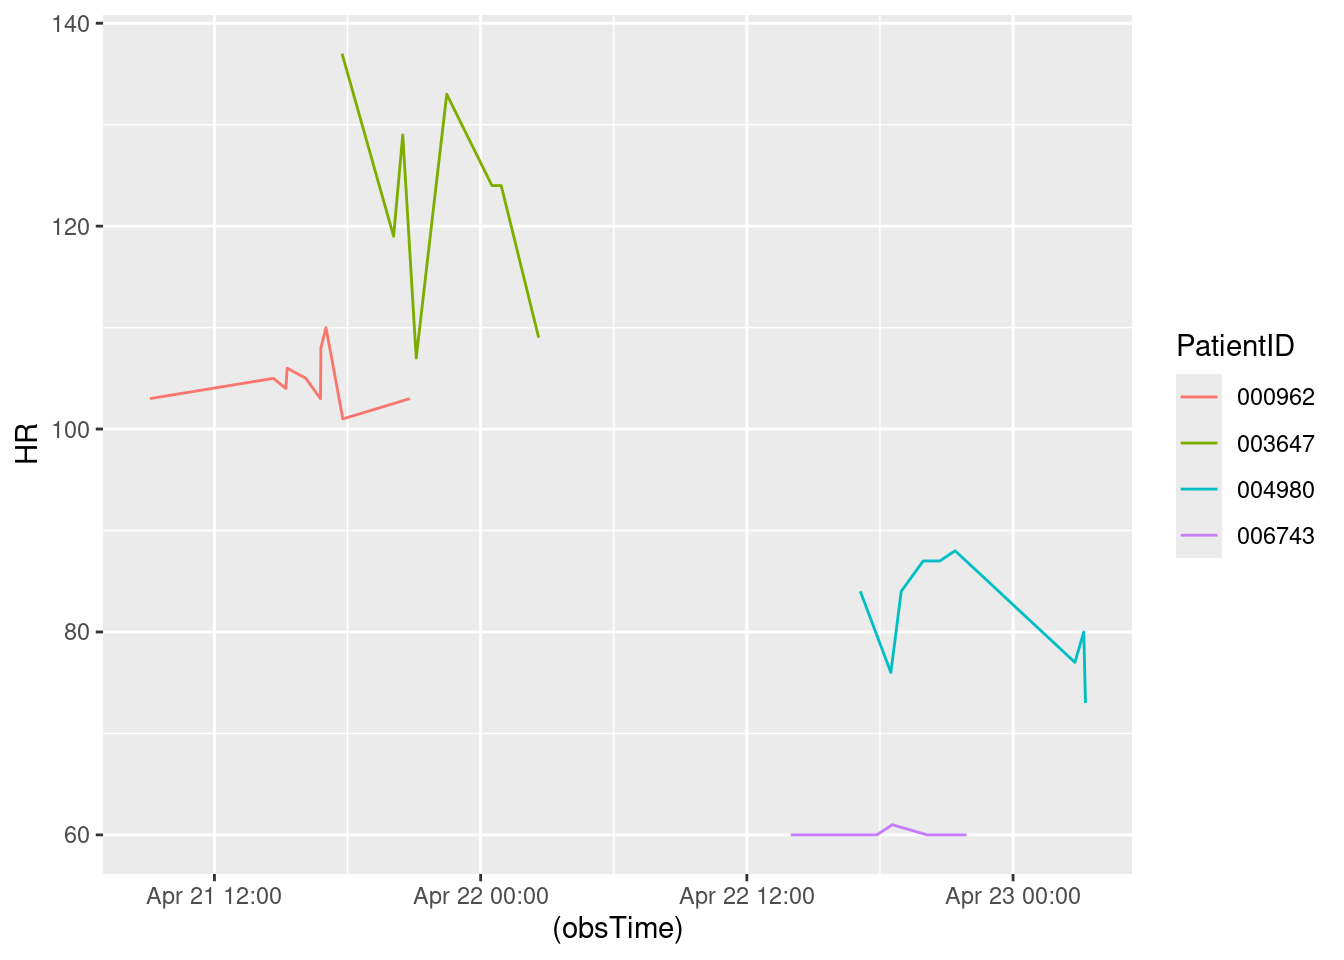 140
120
100
80
60
HR
Apr 21 12:00
Apr 22 00:00
Apr 22 12:00
Apr 23 00:00
(obsTime)
PatientID
000962
003647
004980
006743